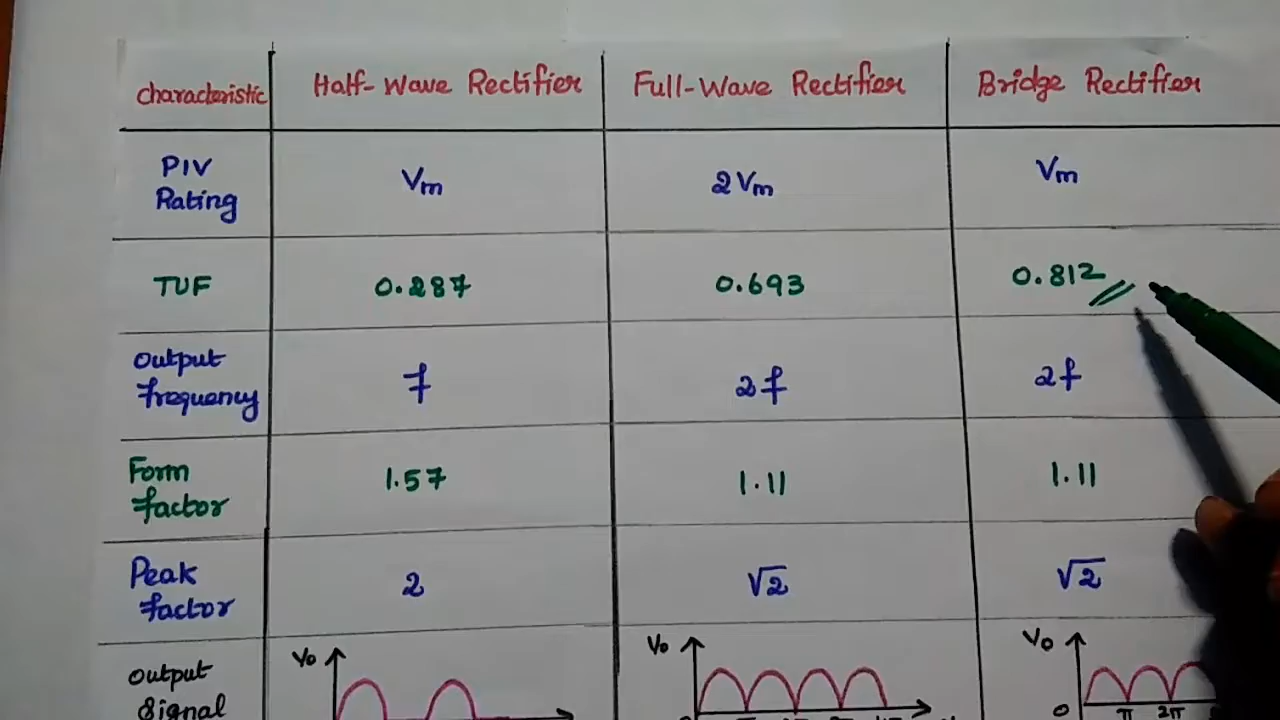 Characteristic Half-Wave Rectifier Full-Wave Rectifier Bridge Rectifier
PIV
Rating
Vm 2Vm Vm
TUF 0.287 0.693 0.812
Output
frequency
f 2f 2f
Form
factor
1.57 1.11 1.11
Peak
factor
2 √2 √2
Output
Signal
Vo Vo Vo
0 π 2π